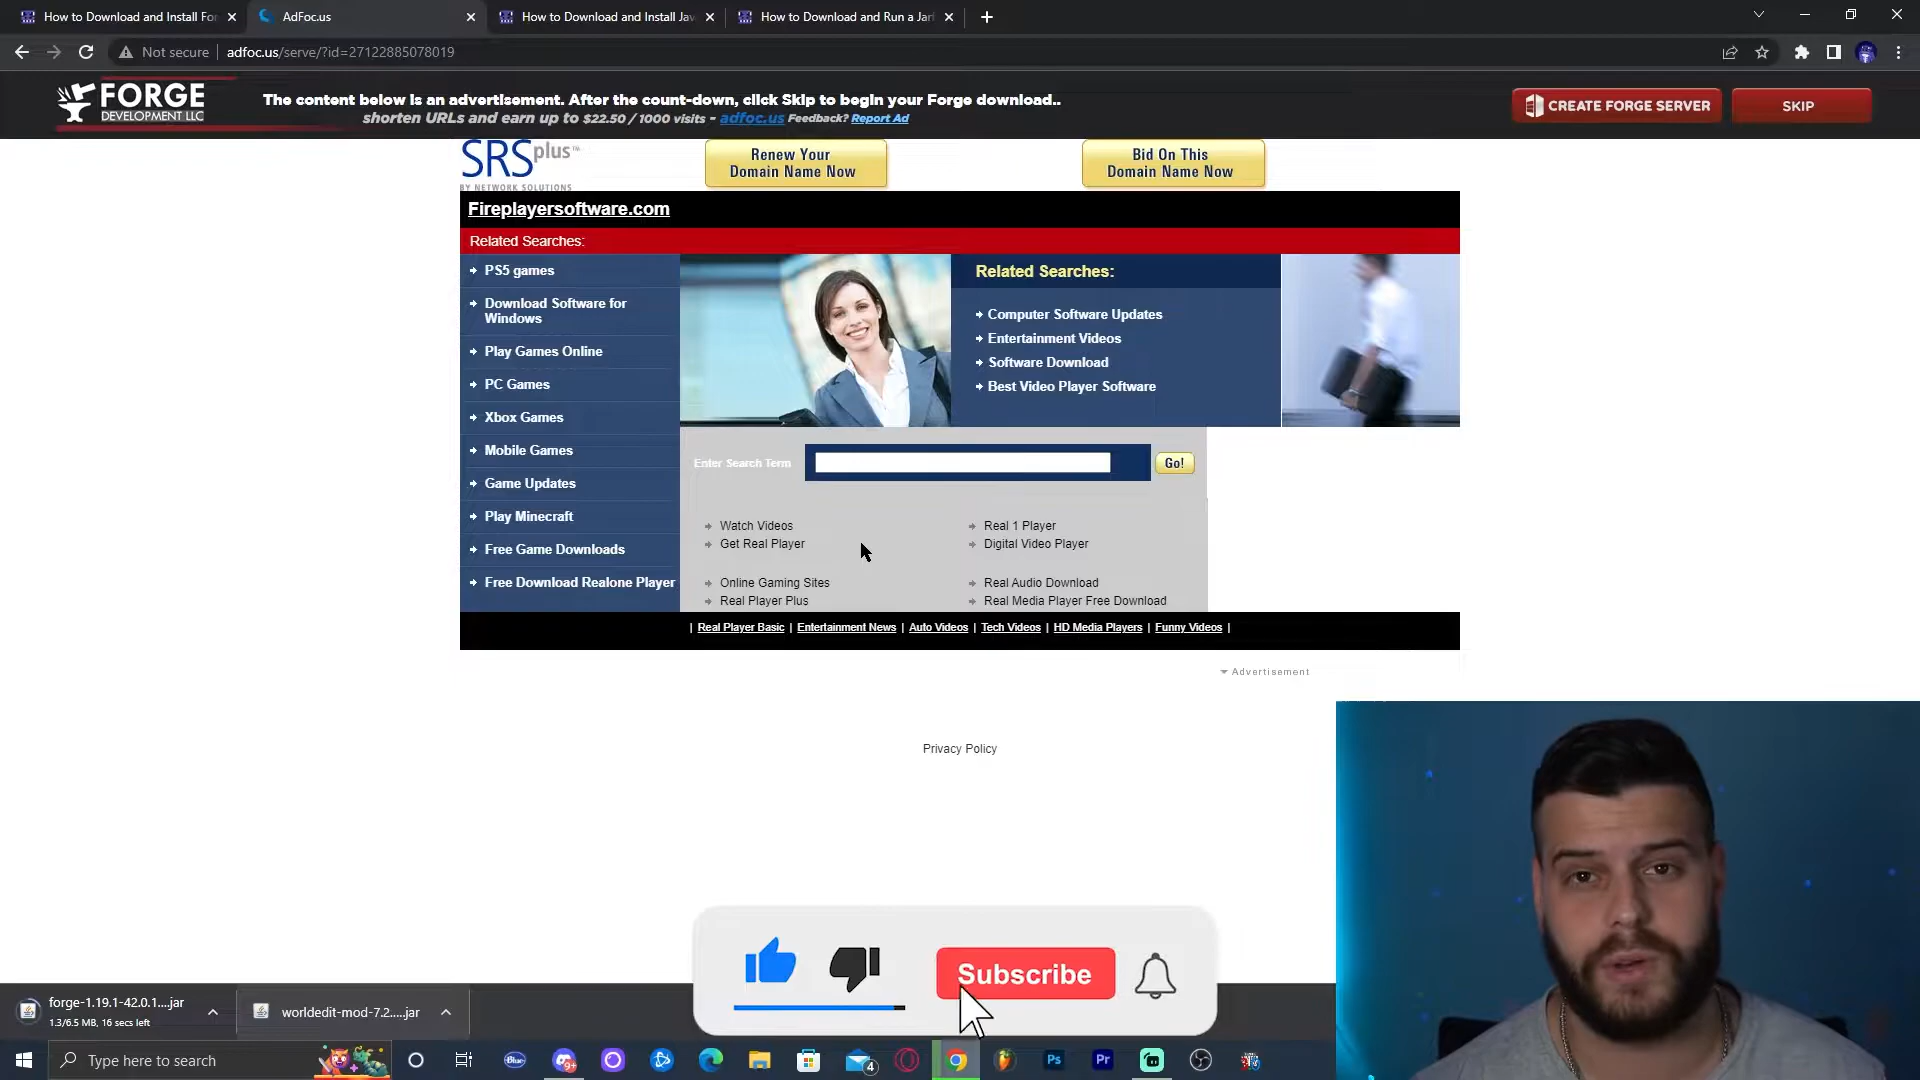 How to Download and Install For
AdFoc.us
How to Download and Install Jav
How to Download and Run a Jarl
Not secure
adfoc.us/serve/?id=27122885078019
FORGE
DEVELOPMENT LLC
The content below is an advertisement. After the count-down, click Skip to begin your Forge download..
shorten URLs and earn up to $22.50 / 1000 visits - adfoc.us Feedback? Report Ad
CREATE FORGE SERVER
SKIP
SRSplus™
BY NETWORK SOLUTIONS
Renew Your
Domain Name Now
Bid On This
Domain Name Now
Fireplayersoftware.com
Related Searches:
PS5 games
Download Software for
Windows
Play Games Online
PC Games
Xbox Games
Mobile Games
Game Updates
Play Minecraft
Free Game Downloads
Free Download Realone Player
Related Searches:
Computer Software Updates
Entertainment Videos
Software Download
Best Video Player Software
Enter Search Term
Go!
Watch Videos
Get Real Player
Online Gaming Sites
Real Player Plus
Real 1 Player
Digital Video Player
Real Audio Download
Real Media Player Free Download
| Real Player Basic | Entertainment News | Auto Videos | Tech Videos | HD Media Players | Funny Videos |
Advertisement
Privacy Policy
Subscribe
forge-1.19.1-42.0.1....jar
1.3/6.5 MB, 16 secs left
worldedit-mod-7.2.....jar
Type here to search
Blue
9+
4
Ps
Pr